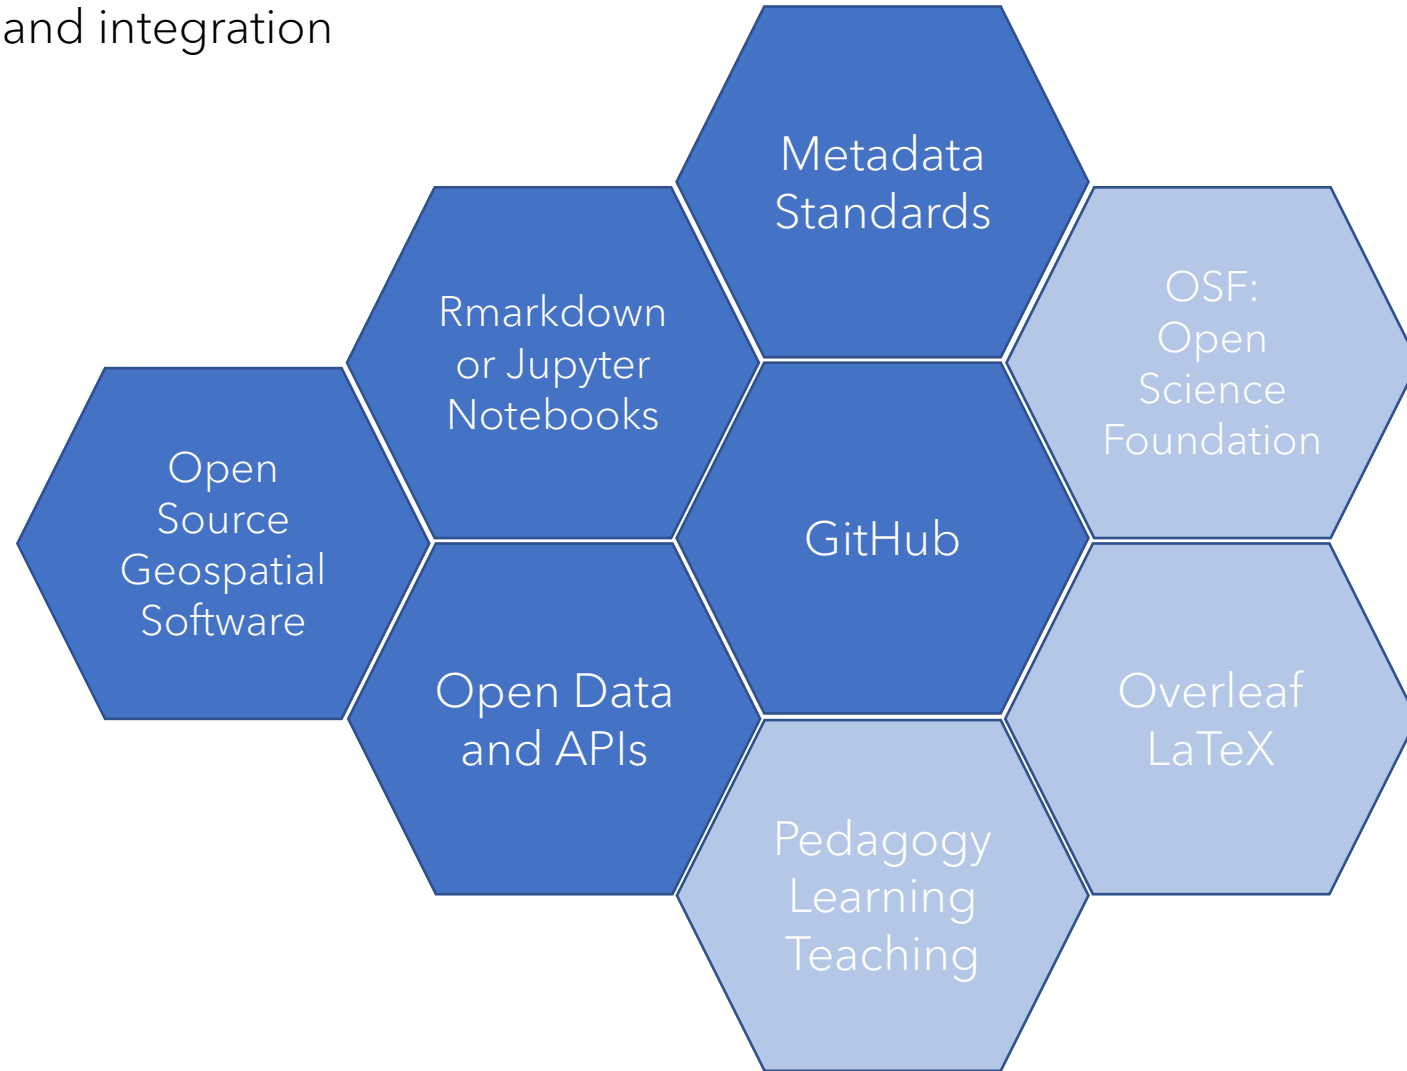 and integration
Metadata
Standards
Rmarkdown
or Jupyter
Notebooks
OSF:
Open
Science
Foundation
Open
Source
Geospatial
Software
GitHub
Open Data
and APIs
Overleaf
LaTeX
Pedagogy
Learning
Teaching